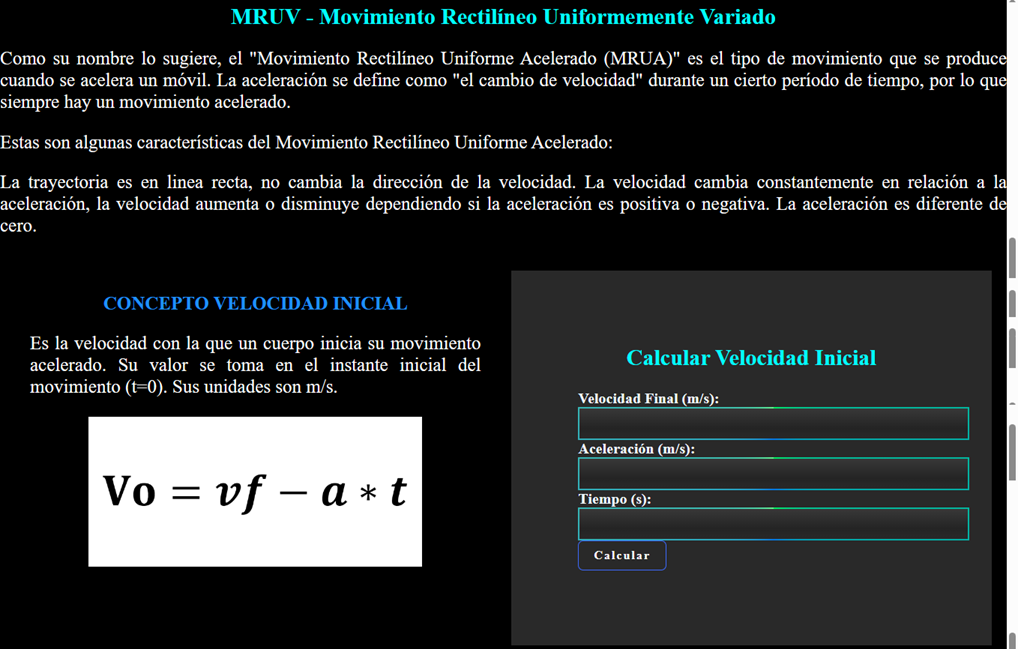 MRUV - Movimiento Rectilíneo Uniformemente Variado
Como su nombre lo sugiere, el "Movimiento Rectilíneo Uniforme Acelerado (MRUA)" es el tipo de movimiento que se produce
cuando se acelera un móvil. La aceleración se define como "el cambio de velocidad" durante un cierto período de tiempo, por lo que
siempre hay un movimiento acelerado.
Estas son algunas características del Movimiento Rectilíneo Uniforme Acelerado:
La trayectoria es en linea recta, no cambia la dirección de la velocidad. La velocidad cambia constantemente en relación a la
aceleración, la velocidad aumenta o disminuye dependiendo si la aceleración es positiva o negativa. La aceleración es diferente de
cero.
CONCEPTO VELOCIDAD INICIAL
Es la velocidad con la que un cuerpo inicia su movimiento
acelerado. Su valor se toma en el instante inicial del
movimiento (t=0). Sus unidades son m/s.
Vo = vf − a * t
Calcular Velocidad Inicial
Velocidad Final (m/s):
Aceleración (m/s):
Tiempo (s):
Calcular